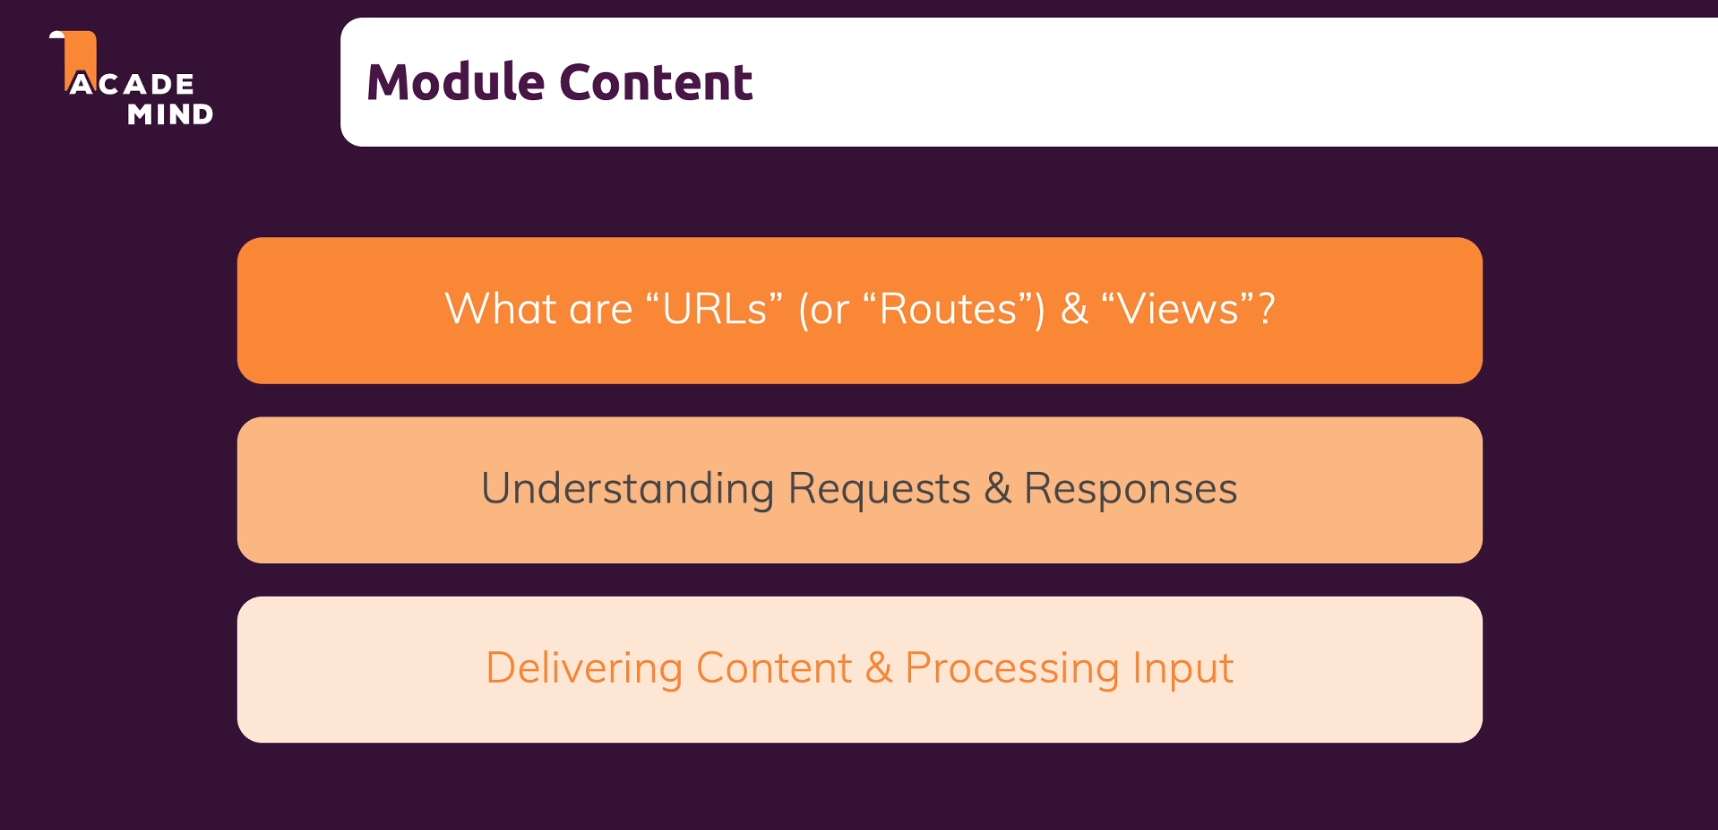 ACADE
MIND
Module Content
What are “URLs” (or “Routes”) & “Views”?
Understanding Requests & Responses
Delivering Content & Processing Input